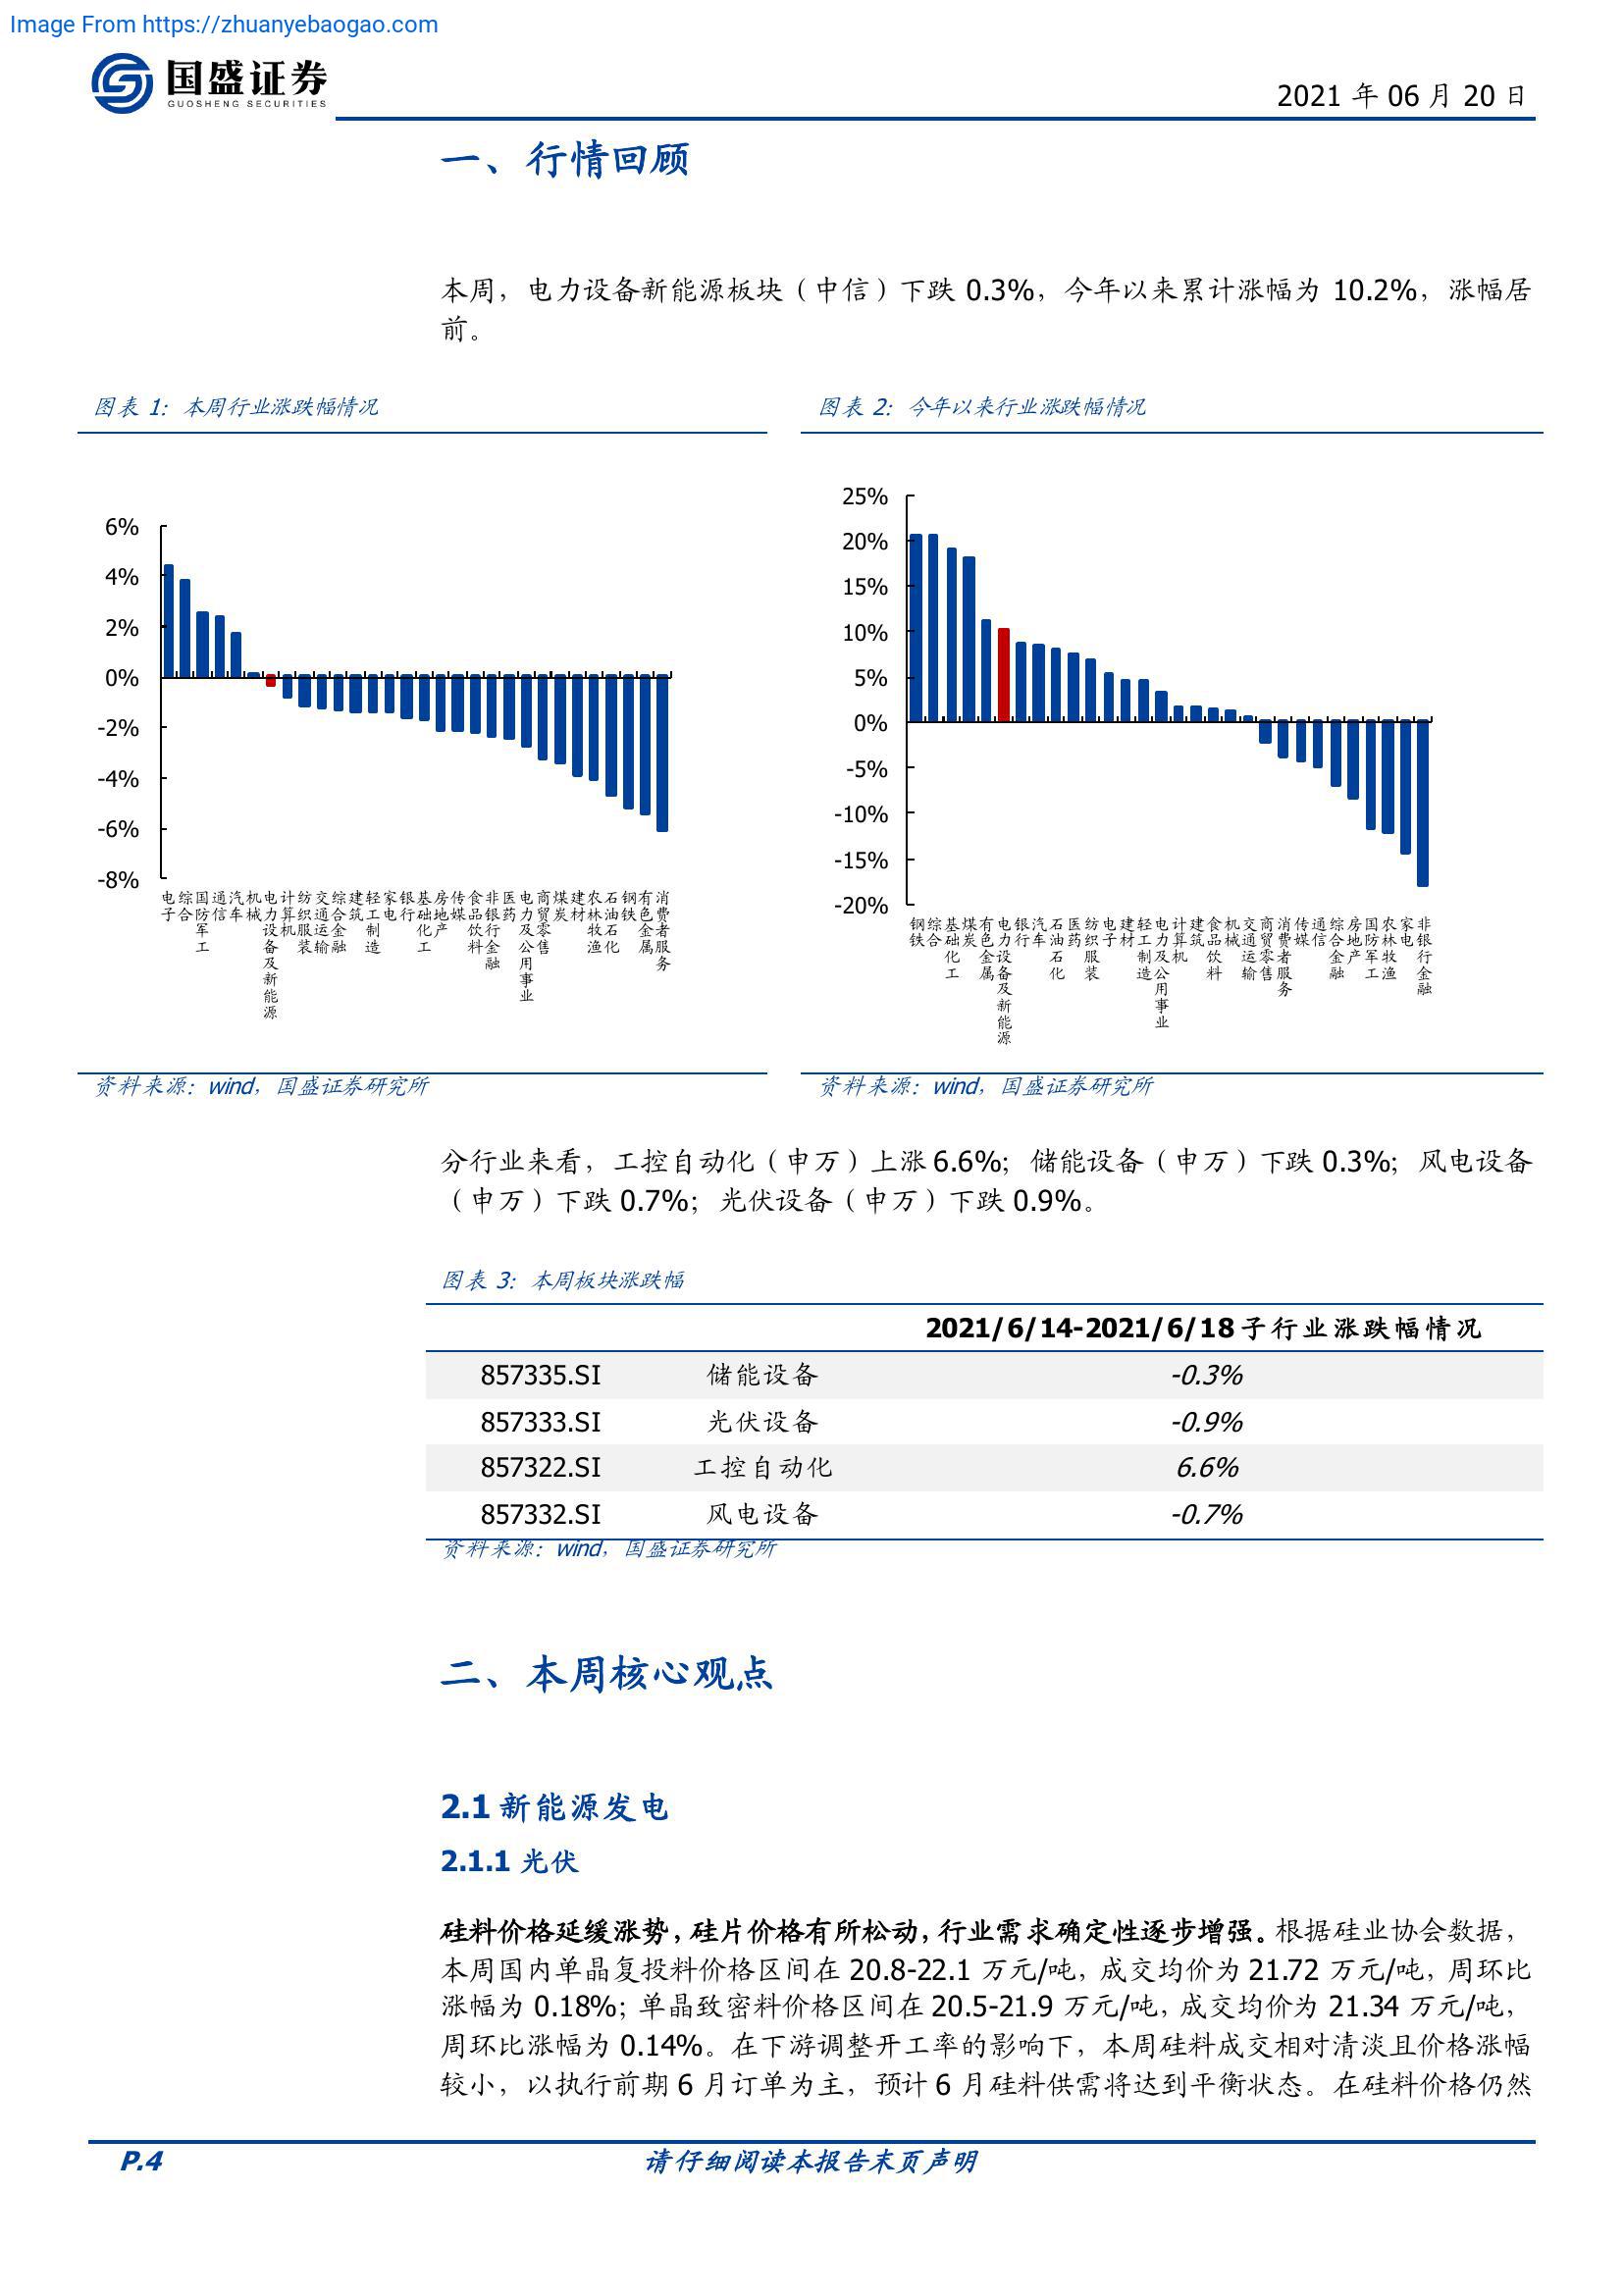 Image From https://zhuanyebaogao.com
国盛证券
GUOSHENG SECURITIES
2021 年 06 月 20 日
一、行情回顾
本周，电力设备新能源板块（中信）下跌 0.3%，今年以来累计涨幅为 10.2%，涨幅居
前。
图表 1：本周行业涨跌幅情况
6%
4%
2%
0%
-2%
-4%
-6%
-8%
电子
综合
国防军工
通信
汽车
机械
电力设备及新能源
计算机
纺织服装
交通运输
综合金融
建筑
轻工制造
家电
银行
基础化工
房地产
传媒
食品饮料
非银行金融
医药
电力及公用事业
商贸零售
煤炭
建材
农林牧渔
石油石化
钢铁
有色金属
消费者服务
资料来源：wind，国盛证券研究所
图表 2：今年以来行业涨跌幅情况
25%
20%
15%
10%
5%
0%
-5%
-10%
-15%
-20%
钢铁
综合
基础化工
煤炭
有色金属
电力设备及新能源
银行
汽车
石油石化
医药
纺织服装
电子
建材
轻工制造
电力及公用事业
计算机
建筑
食品饮料
机械
交通运输
商贸零售
消费者服务
传媒
通信
综合金融
房地产
国防军工
农林牧渔
家电
非银行金融
资料来源：wind，国盛证券研究所
分行业来看，工控自动化（申万）上涨 6.6%；储能设备（申万）下跌 0.3%；风电设备
（申万）下跌 0.7%；光伏设备（申万）下跌 0.9%。
图表 3：本周板块涨跌幅
2021/6/14-2021/6/18 子行业涨跌幅情况
857335.SI 储能设备 -0.3%
857333.SI 光伏设备 -0.9%
857322.SI 工控自动化 6.6%
857332.SI 风电设备 -0.7%
资料来源：wind，国盛证券研究所
二、本周核心观点
2.1 新能源发电
2.1.1 光伏
硅料价格延缓涨势，硅片价格有所松动，行业需求确定性逐步增强。根据硅业协会数据，
本周国内单晶复投料价格区间在 20.8-22.1 万元/吨，成交均价为 21.72 万元/吨，周环比
涨幅为 0.18%；单晶致密料价格区间在 20.5-21.9 万元/吨，成交均价为 21.34 万元/吨，
周环比涨幅为 0.14%。在下游调整开工率的影响下，本周硅料成交相对清淡且价格涨幅
较小，以执行前期 6 月订单为主，预计 6 月硅料供需将达到平衡状态。在硅料价格仍然
P.4
请仔细阅读本报告末页声明